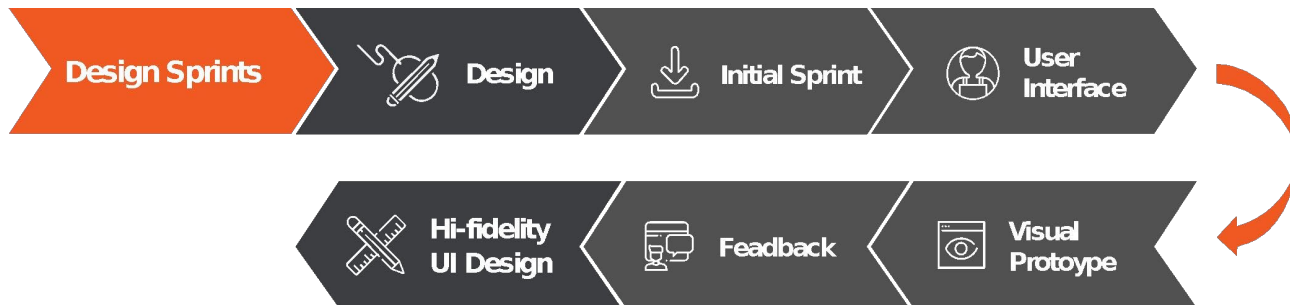 Design Sprints
Design
Initial Sprint
User
Interface
Hi-fidelity
UI Design
Feadback
Visual
Protoype